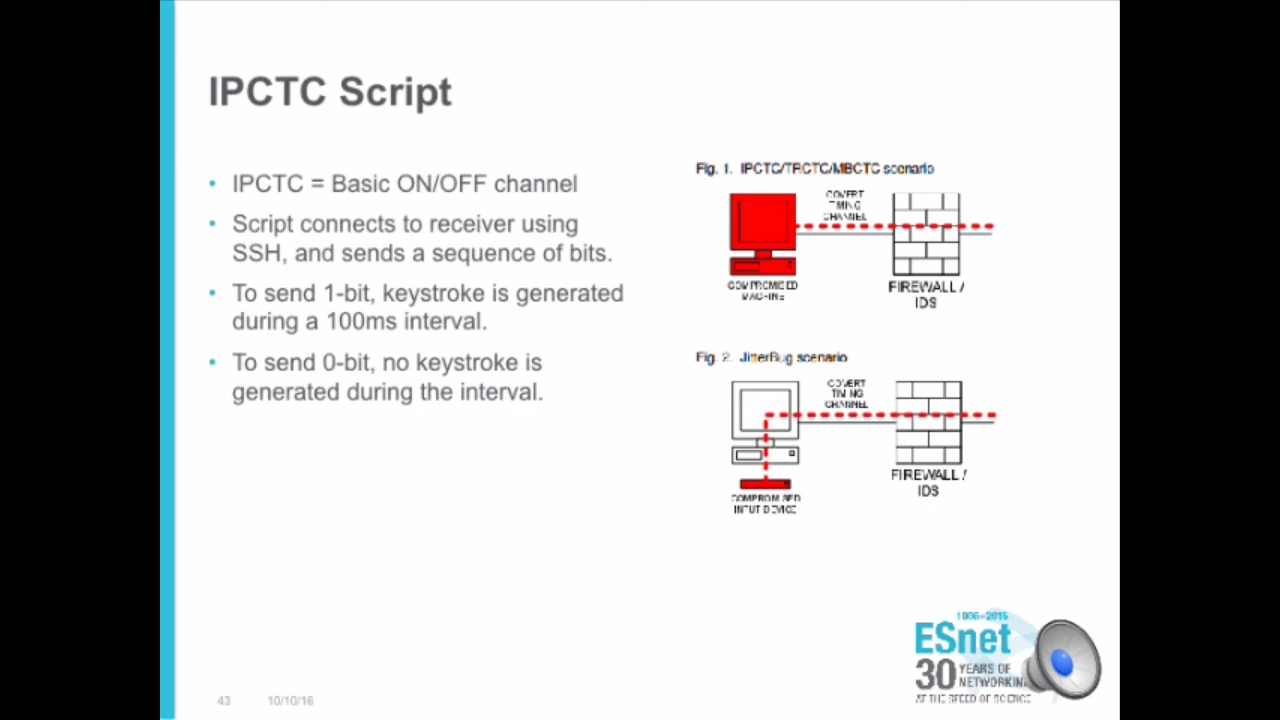 IPCTC Script
• IPCTC = Basic ON/OFF channel
• Script connects to receiver using
SSH, and sends a sequence of bits.
• To send 1-bit, keystroke is generated
during a 100ms interval.
• To send 0-bit, no keystroke is
generated during the interval.
Fig. 1. IPCTC/TRCTC/MBCTC scenario
COVERT
TIMING
CHANNEL
COMPROMISED
MACHINE
FIREWALL /
IDS
Fig. 2. JitterBug scenario
COVERT
TIMING
CHANNEL
COMPROMISED
INPUT DEVICE
FIREWALL /
IDS
1986-2016
ESnet
30 YEARS OF
NETWORKING
AT THE SPEED OF SCIENCE
43 10/10/16